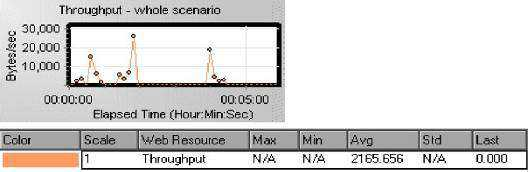 Throughput - whole scenario
30,000
20,000
10,000
Bytes/sec
00:00:00 00:05:00
Elapsed Time (Hour:Min:Sec)
Color Scale Web Resource Max Min Avg Std Last
1 Throughput N/A N/A 2165.656 N/A 0.000